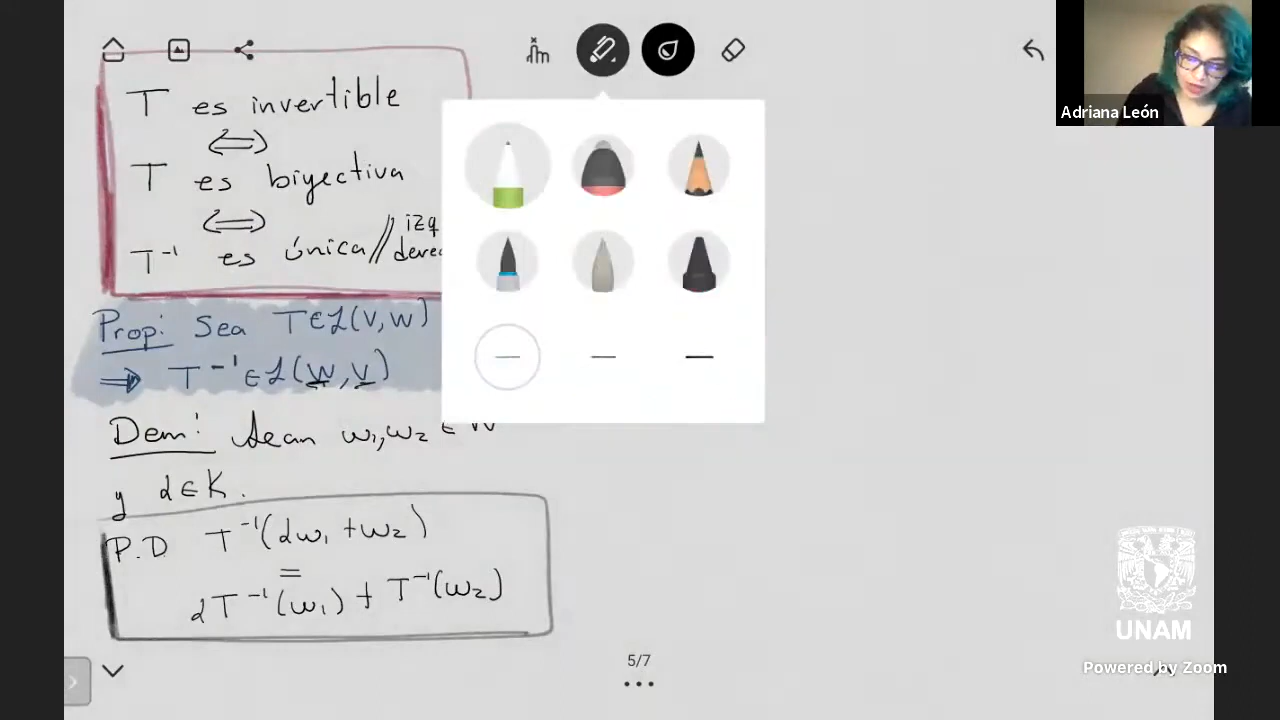 T es invertible
⟺
T es biyectiva
⟺
T⁻¹ es única // izq
Prop: Sea T∈ℒ(V,W)
⟹ T⁻¹∈ℒ(W,V)
Dem: Sean w₁,w₂ ∈ W
y α∈K.
P.D T⁻¹(αw₁ + w₂)
=
αT⁻¹(w₁) + T⁻¹(w₂)
5/7
Adriana León
UNAM
Powered by Zoom